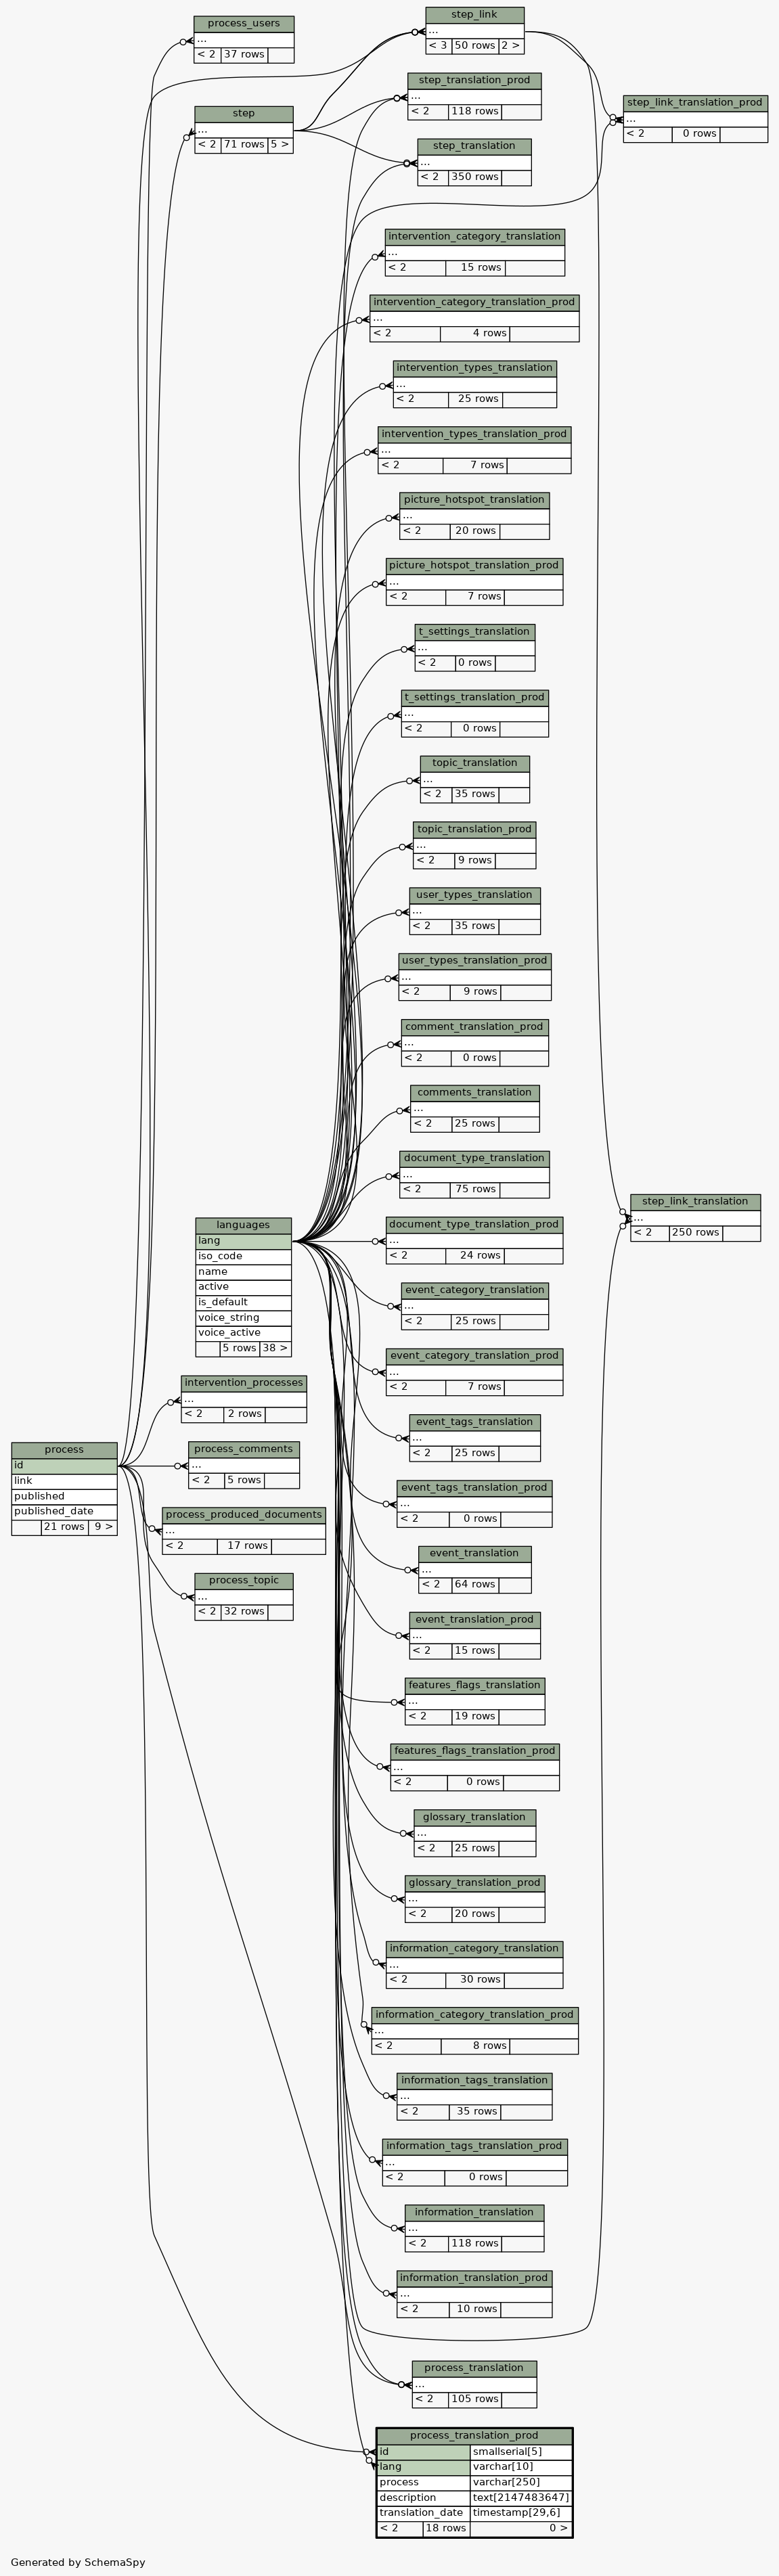 process_users
...
< 2 37 rows
step_link
...
< 3 50 rows 2 >
step_translation_prod
...
< 2 118 rows
step_link_translation_prod
...
< 2 0 rows
step
...
< 2 71 rows 5 >
step_translation
...
< 2 350 rows
intervention_category_translation
...
< 2 15 rows
intervention_category_translation_prod
...
< 2 4 rows
intervention_types_translation
...
< 2 25 rows
intervention_types_translation_prod
...
< 2 7 rows
picture_hotspot_translation
...
< 2 20 rows
picture_hotspot_translation_prod
...
< 2 7 rows
t_settings_translation
...
< 2 0 rows
t_settings_translation_prod
...
< 2 0 rows
topic_translation
...
< 2 35 rows
topic_translation_prod
...
< 2 9 rows
user_types_translation
...
< 2 35 rows
user_types_translation_prod
...
< 2 9 rows
comment_translation_prod
...
< 2 0 rows
comments_translation
...
< 2 25 rows
document_type_translation
...
< 2 75 rows
step_link_translation
...
< 2 250 rows
languages
lang
iso_code
name
active
is_default
voice_string
voice_active
5 rows 38 >
document_type_translation_prod
...
< 2 24 rows
event_category_translation
...
< 2 25 rows
event_category_translation_prod
...
< 2 7 rows
intervention_processes
...
< 2 2 rows
event_tags_translation
...
< 2 25 rows
process
id
link
published
published_date
21 rows 9 >
process_comments
...
< 2 5 rows
event_tags_translation_prod
...
< 2 0 rows
process_produced_documents
...
< 2 17 rows
event_translation
...
< 2 64 rows
process_topic
...
< 2 32 rows
event_translation_prod
...
< 2 15 rows
features_flags_translation
...
< 2 19 rows
features_flags_translation_prod
...
< 2 0 rows
glossary_translation
...
< 2 25 rows
glossary_translation_prod
...
< 2 20 rows
information_category_translation
...
< 2 30 rows
information_category_translation_prod
...
< 2 8 rows
information_tags_translation
...
< 2 35 rows
information_tags_translation_prod
...
< 2 0 rows
information_translation
...
< 2 118 rows
information_translation_prod
...
< 2 10 rows
process_translation
...
< 2 105 rows
process_translation_prod
id smallserial[5]
lang varchar[10]
process varchar[250]
description text[2147483647]
translation_date timestamp[29,6]
< 2 18 rows 0 >
Generated by SchemaSpy